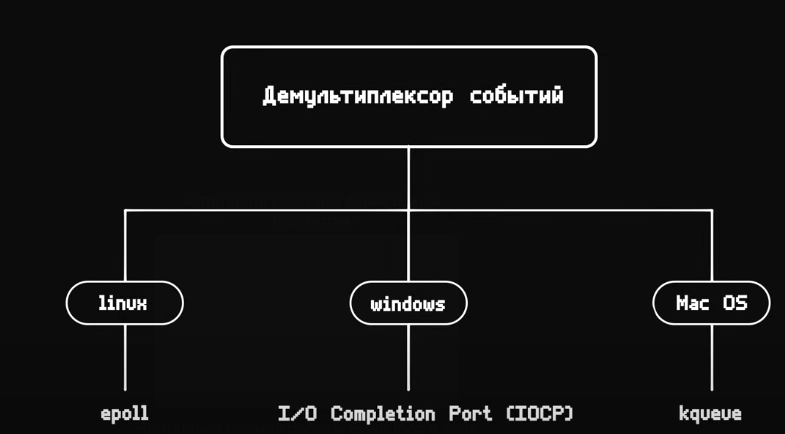 Демультиплексор событий
linux
windows
Mac OS
epoll
I/O Completion Port (IOCP)
kqueue